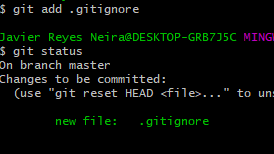 $ git add .gitignore
Javier Reyes Neira@DESKTOP-GRB7J5C
$ git status
On branch master
Changes to be committed:
(use "git reset HEAD <file>..." to
new file: .gitignore